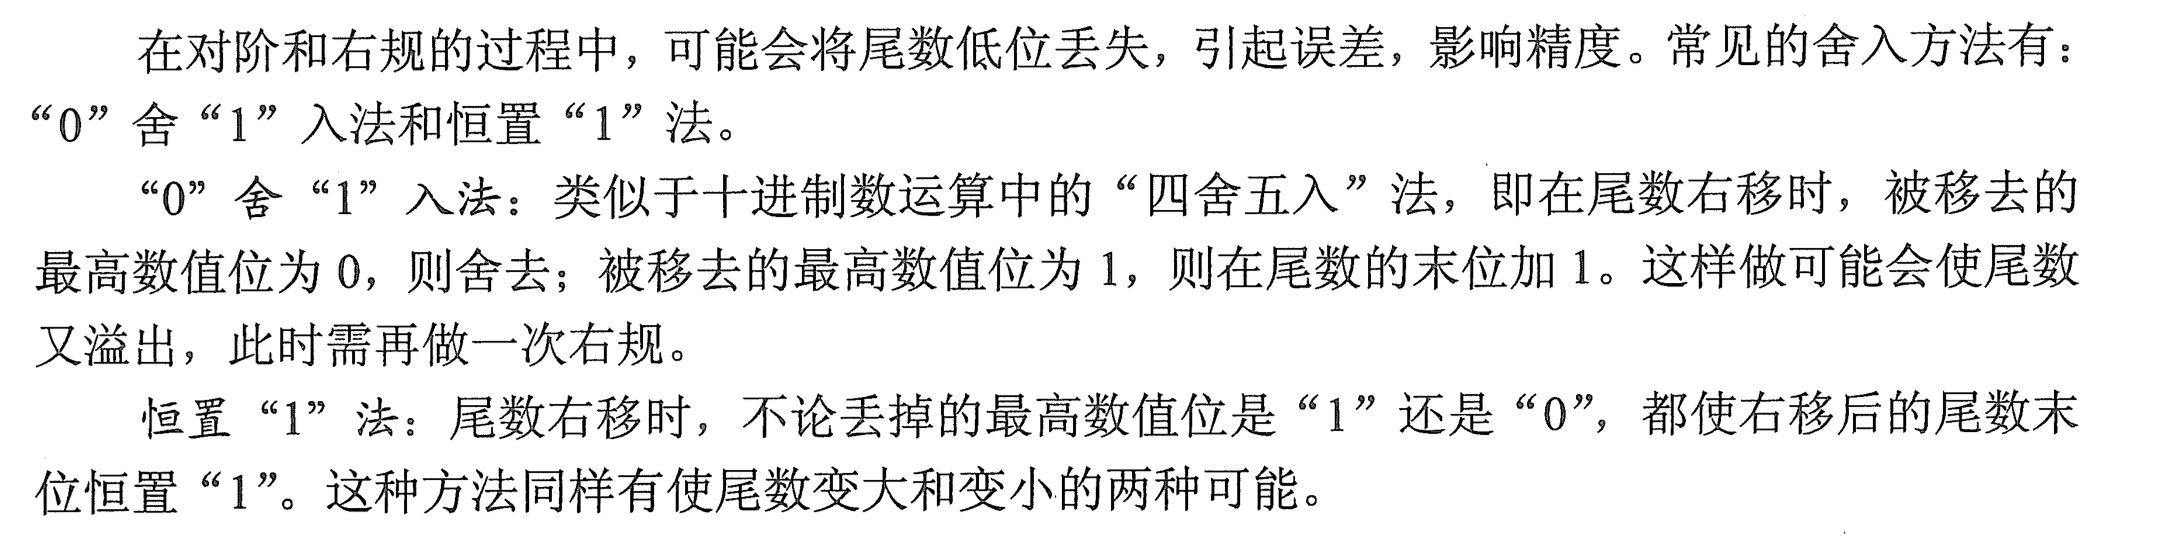 在对阶和右规的过程中，可能会将尾数低位丢失，引起误差，影响精度。常见的舍入方法有：
“0”舍“1”入法和恒置“1”法。
“0”舍“1”入法：类似于十进制数运算中的“四舍五入”法，即在尾数右移时，被移去的
最高数值位为 0，则舍去；被移去的最高数值位为 1，则在尾数的末位加 1。这样做可能会使尾数
又溢出，此时需再做一次右规。
恒置“1”法：尾数右移时，不论丢掉的最高数值位是“1”还是“0”，都使右移后的尾数末
位恒置“1”。这种方法同样有使尾数变大和变小的两种可能。